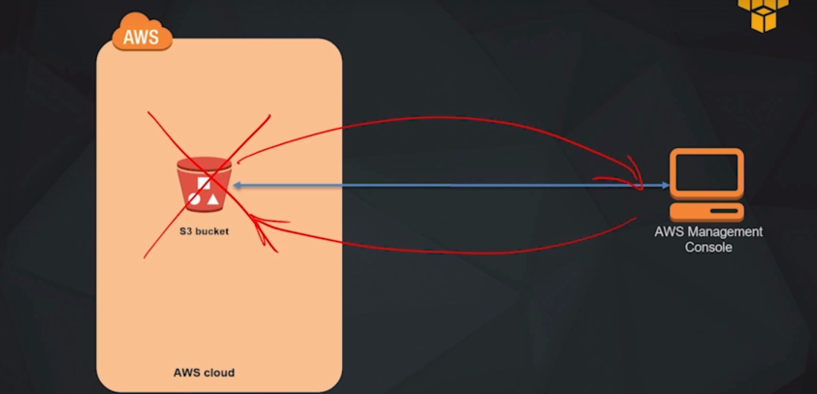 AWS
S3 bucket
AWS Management
Console
AWS cloud